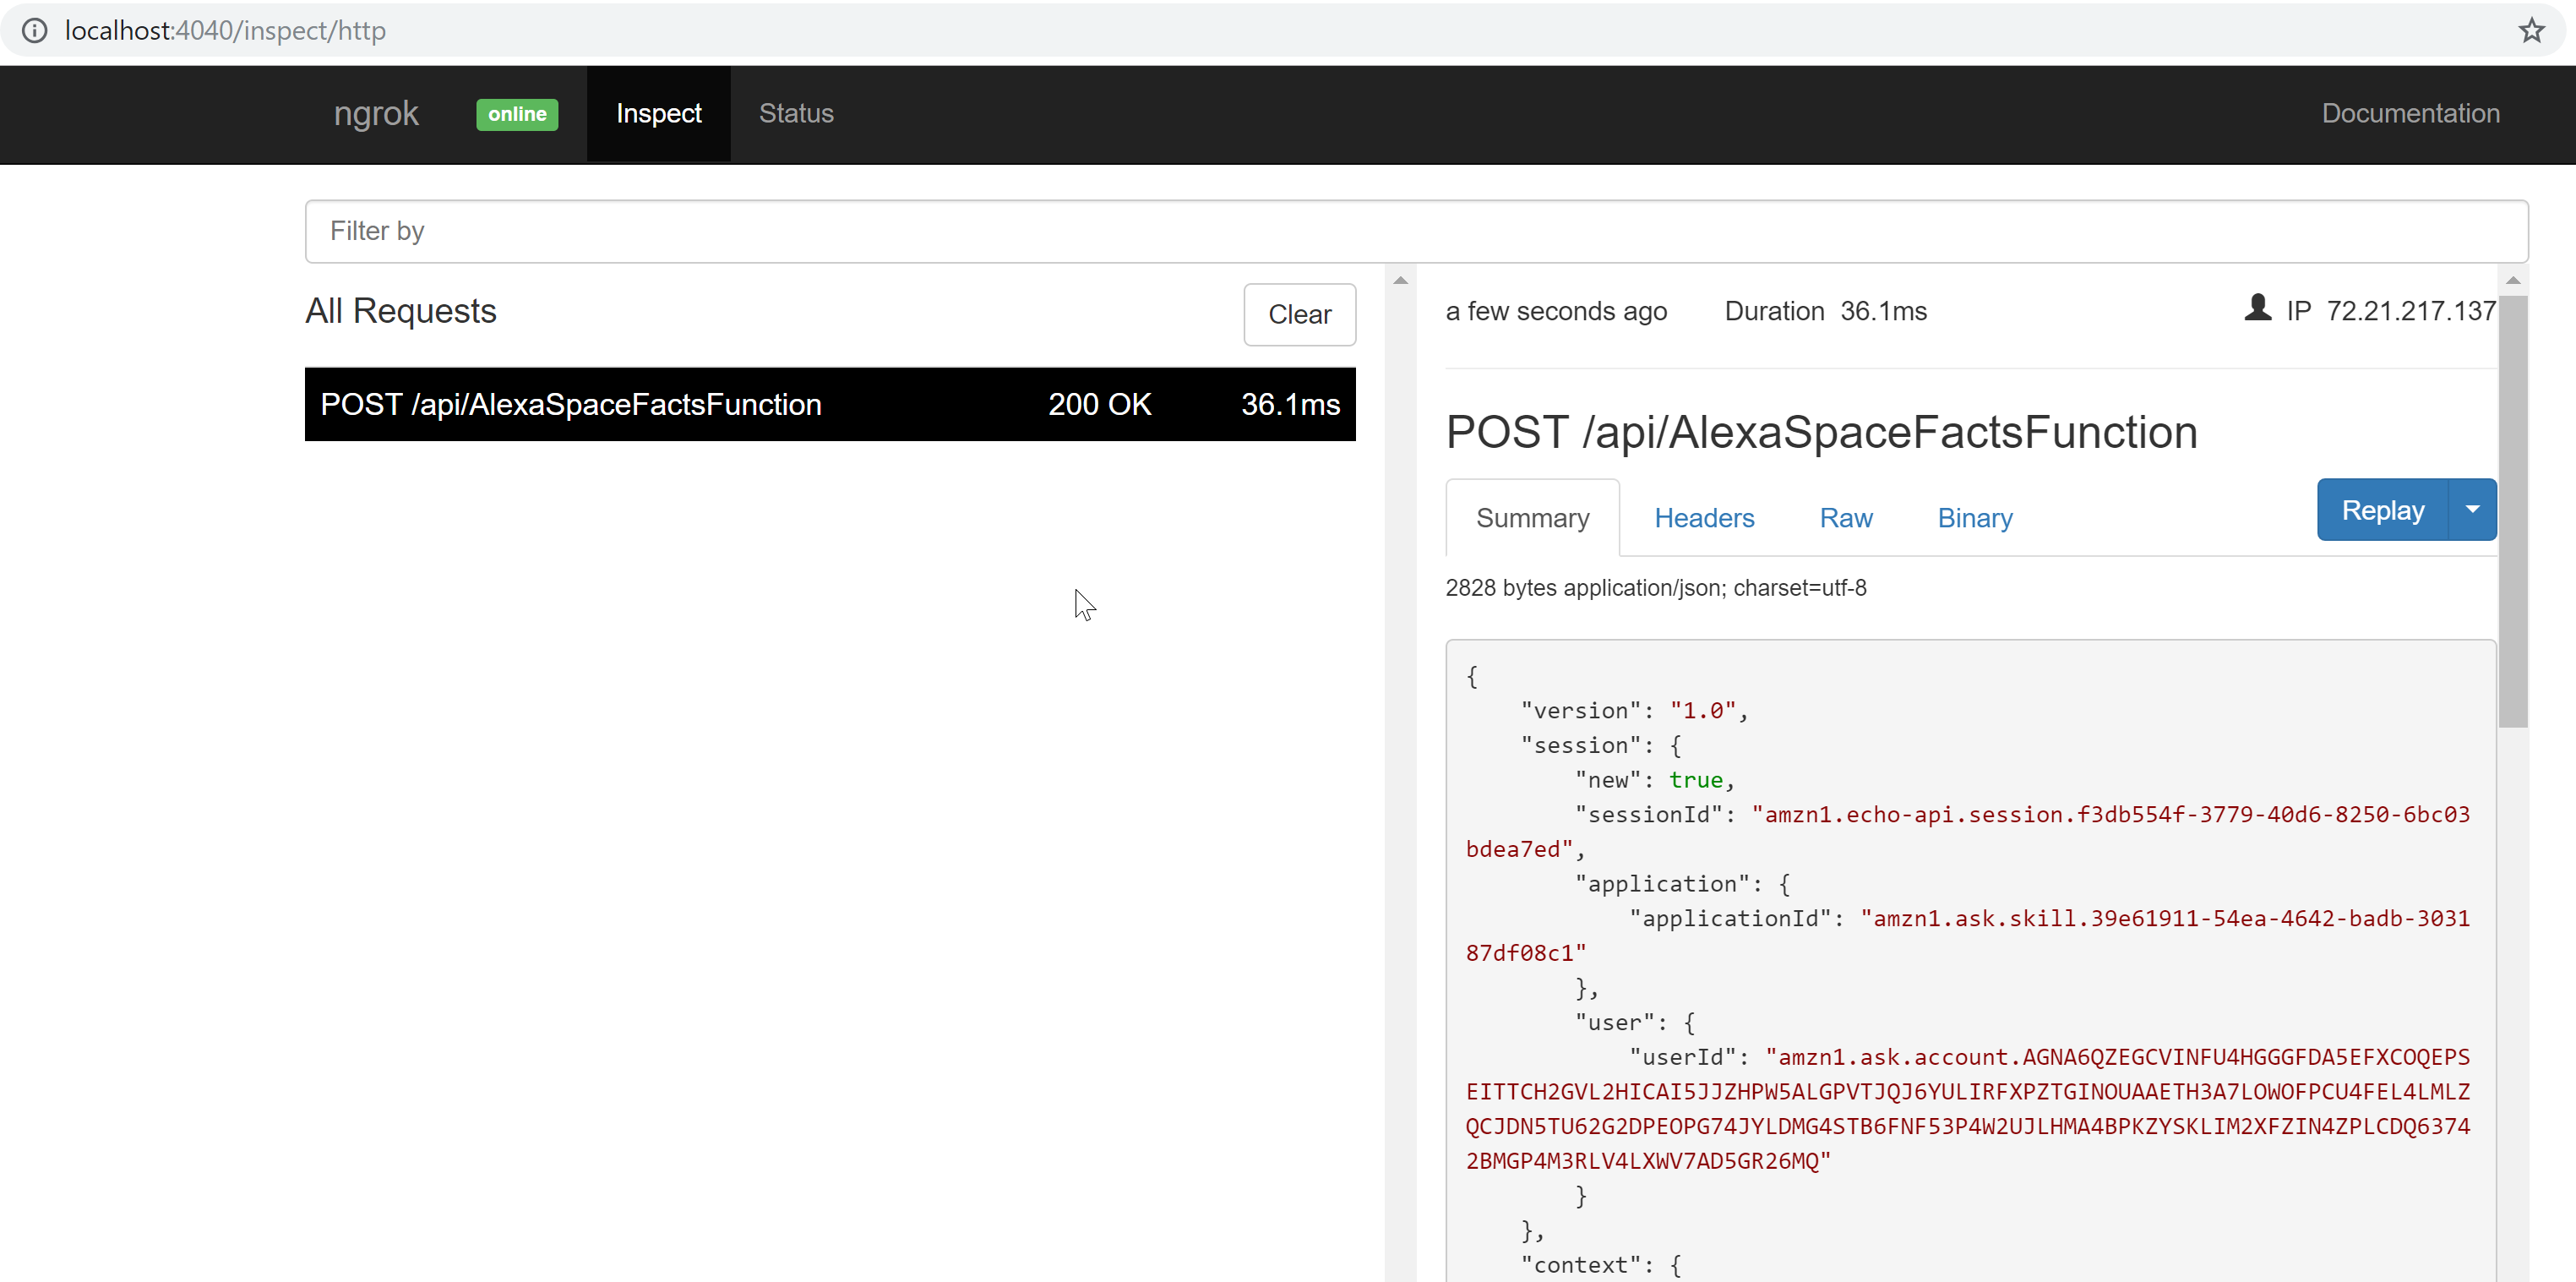 localhost:4040/inspect/http
ngrok online Inspect Status Documentation
Filter by
All Requests Clear
POST /api/AlexaSpaceFactsFunction 200 OK 36.1ms
a few seconds ago Duration 36.1ms IP 72.21.217.137
POST /api/AlexaSpaceFactsFunction
Summary Headers Raw Binary Replay
2828 bytes application/json; charset=utf-8
{
"version": "1.0",
"session": {
"new": true,
"sessionId": "amzn1.echo-api.session.f3db554f-3779-40d6-8250-6bc03
bdea7ed",
"application": {
"applicationId": "amzn1.ask.skill.39e61911-54ea-4642-badb-3031
87df08c1"
},
"user": {
"userId": "amzn1.ask.account.AGNA6QZEGCVINFU4HGGGFDA5EFXCOQEPS
EITTCH2GVL2HICAI5JJZHPW5ALGPVTJQJ6YULIRFXPZTGINOUAAETH3A7LOWOFPCU4FEL4LMLZ
QCJDN5TU62G2DPEOPG74JYLDMG4STB6FNF53P4W2UJLHMA4BPKZYSKLIM2XFZIN4ZPLCDQ6374
2BMGP4M3RLV4LXWV7AD5GR26MQ"
}
},
"context": {